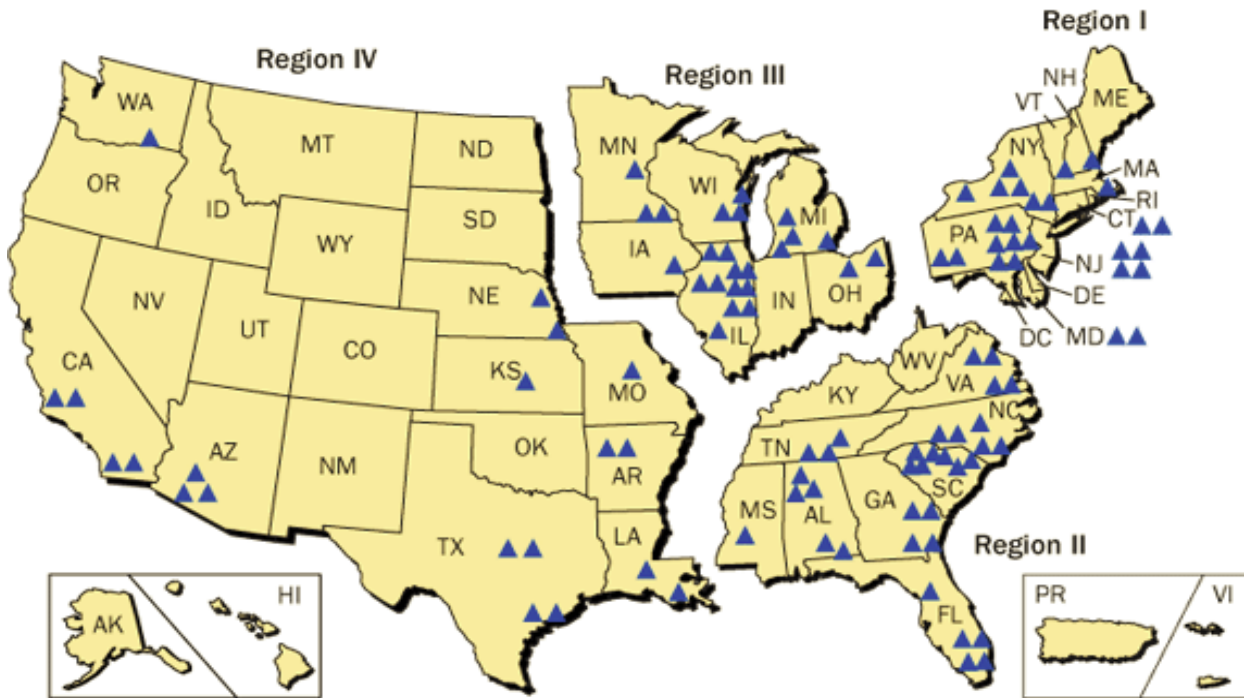 Region I
Region IV
Region III
NH
VT
ME
WA
MT
ND
MN
NY
MA
OR
WI
RI
ID
SD
MI
CT
WY
IA
PA
NE
NJ
NV
OH
IN
DE
UT
IL
DC
MD
CO
CA
WV
KS
MO
VA
KY
NC
TN
AZ
OK
NM
AR
SC
MS
GA
AL
LA
TX
Region II
HI
PR
VI
FL
AK